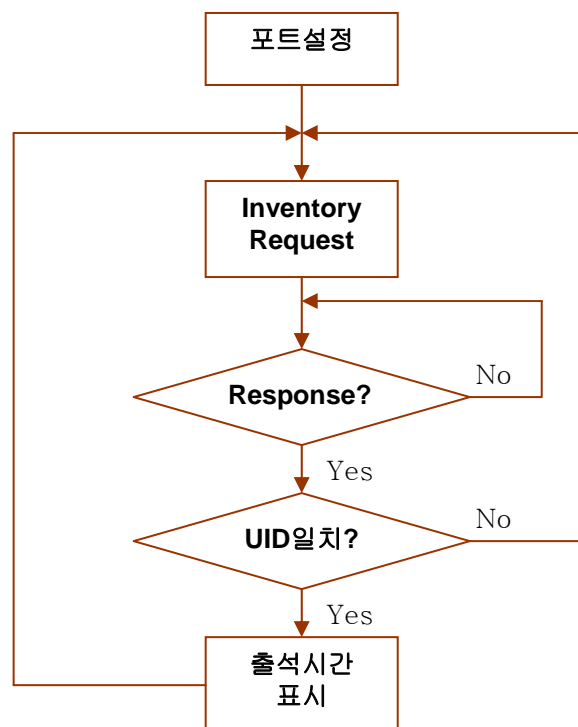 포트설정
Inventory
Request
Response?
No
Yes
UID일치?
No
Yes
출석시간
표시